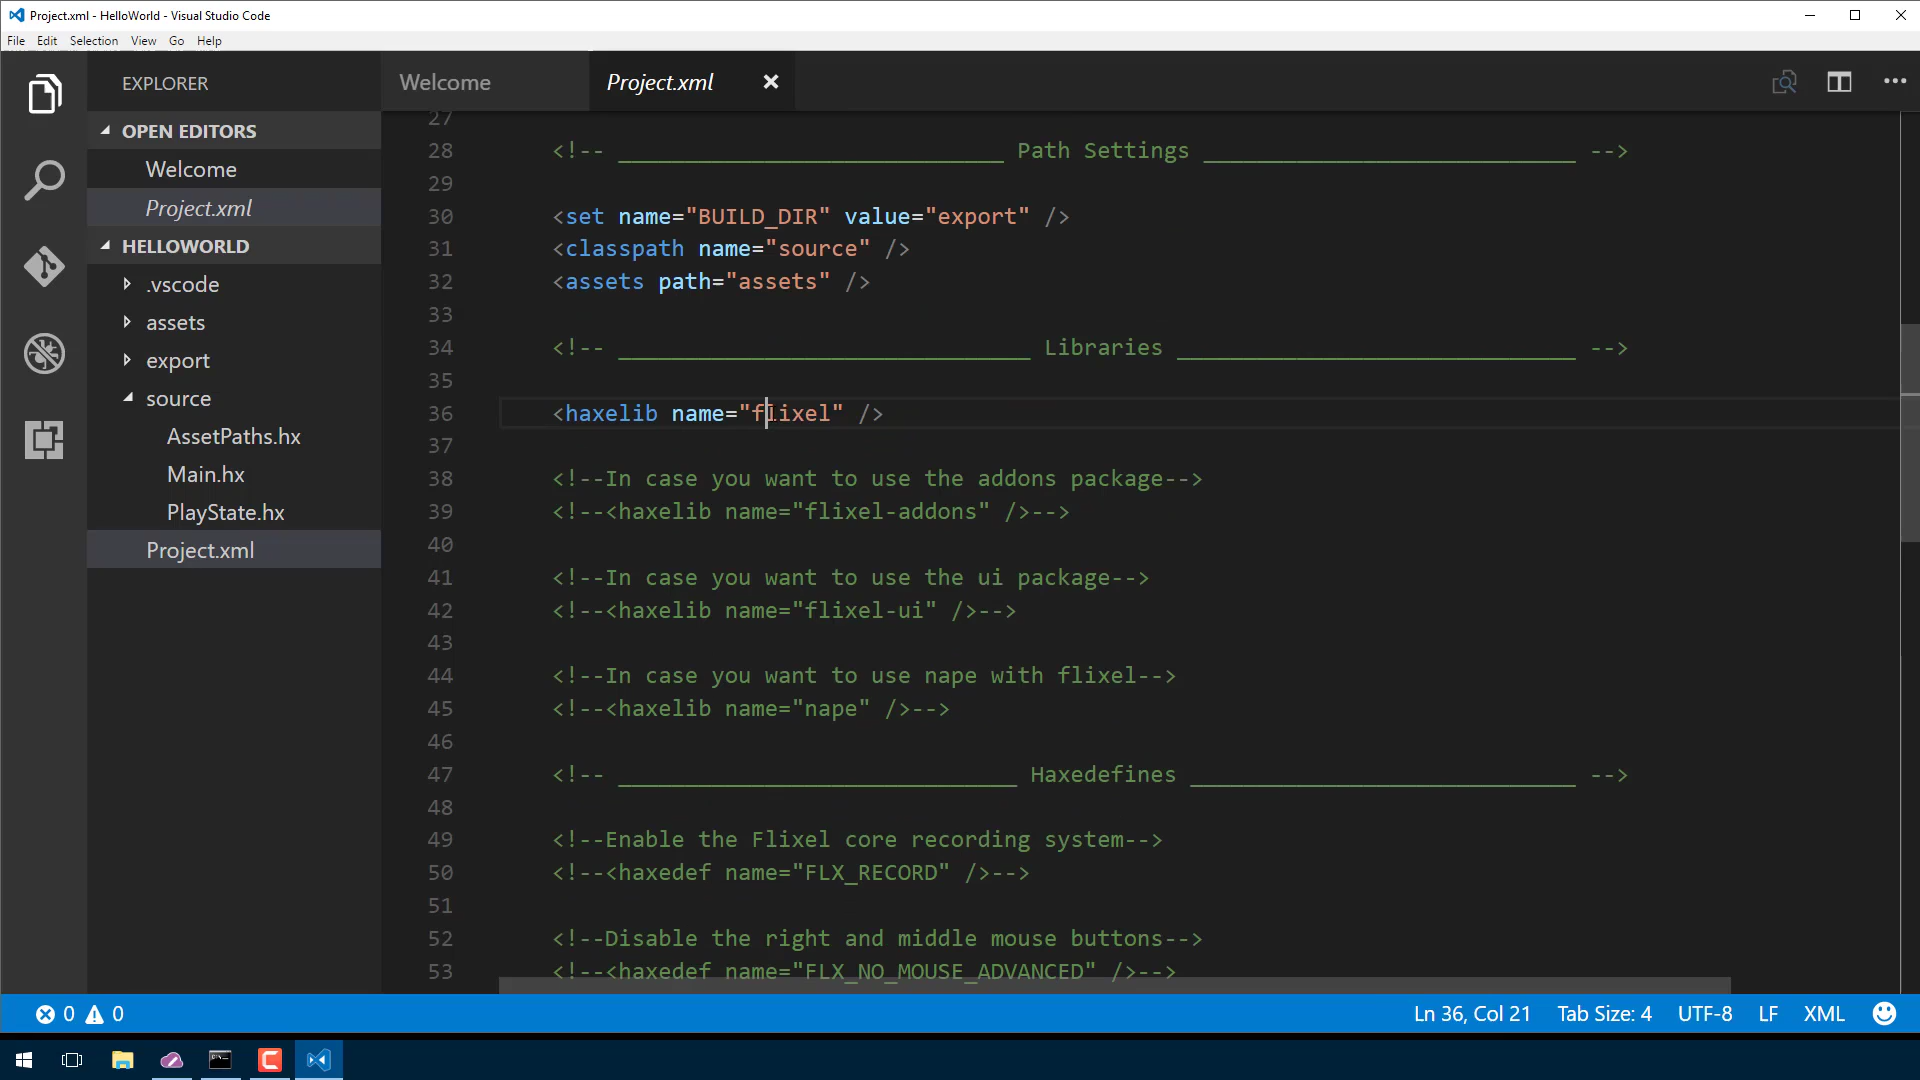 Project.xml - HelloWorld - Visual Studio Code
File Edit Selection View Go Help
EXPLORER
OPEN EDITORS
Welcome
Project.xml
HELLOWORLD
.vscode
assets
export
source
AssetPaths.hx
Main.hx
PlayState.hx
Project.xml
Welcome
Project.xml
27
28 <!-- _____________________________ Path Settings ____________________________ -->
29
30 <set name="BUILD_DIR" value="export" />
31 <classpath name="source" />
32 <assets path="assets" />
33
34 <!-- _______________________________ Libraries ______________________________ -->
35
36 <haxelib name="flixel" />
37
38 <!--In case you want to use the addons package-->
39 <!--<haxelib name="flixel-addons" />-->
40
41 <!--In case you want to use the ui package-->
42 <!--<haxelib name="flixel-ui" />-->
43
44 <!--In case you want to use nape with flixel-->
45 <!--<haxelib name="nape" />-->
46
47 <!-- ______________________________ Haxedefines _____________________________ -->
48
49 <!--Enable the Flixel core recording system-->
50 <!--<haxedef name="FLX_RECORD" />-->
51
52 <!--Disable the right and middle mouse buttons-->
53 <!--<haxedef name="FLX_NO_MOUSE_ADVANCED" />-->
0 0 Ln 36, Col 21 Tab Size: 4 UTF-8 LF XML